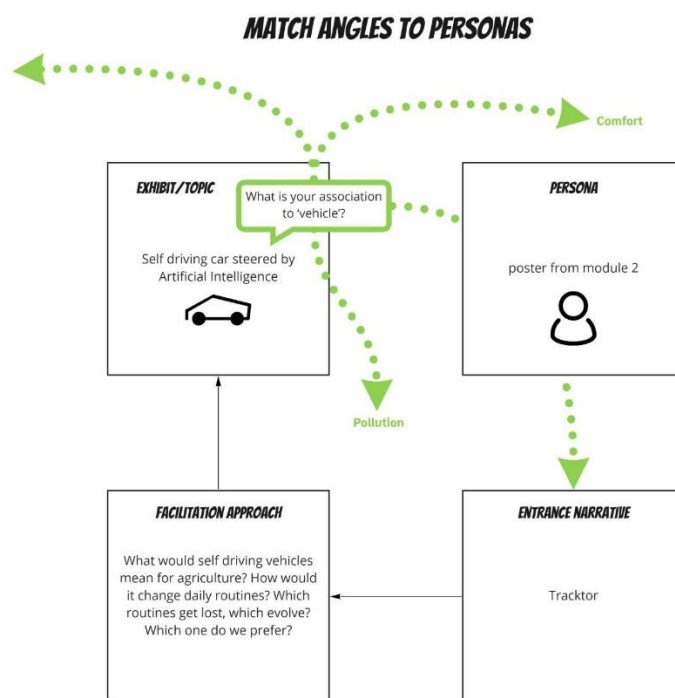 MATCH ANGLES TO PERSONAS
Comfort
EXHIBIT/TOPIC
What is your association
to ‘vehicle’?
Self driving car steered by
Artificial Intelligence
PERSONA
poster from module 2
Pollution
FACILITATION APPROACH
What would self driving vehicles
mean for agriculture? How would
it change daily routines? Which
routines get lost, which evolve?
Which one do we prefer?
ENTRANCE NARRATIVE
Tracktor